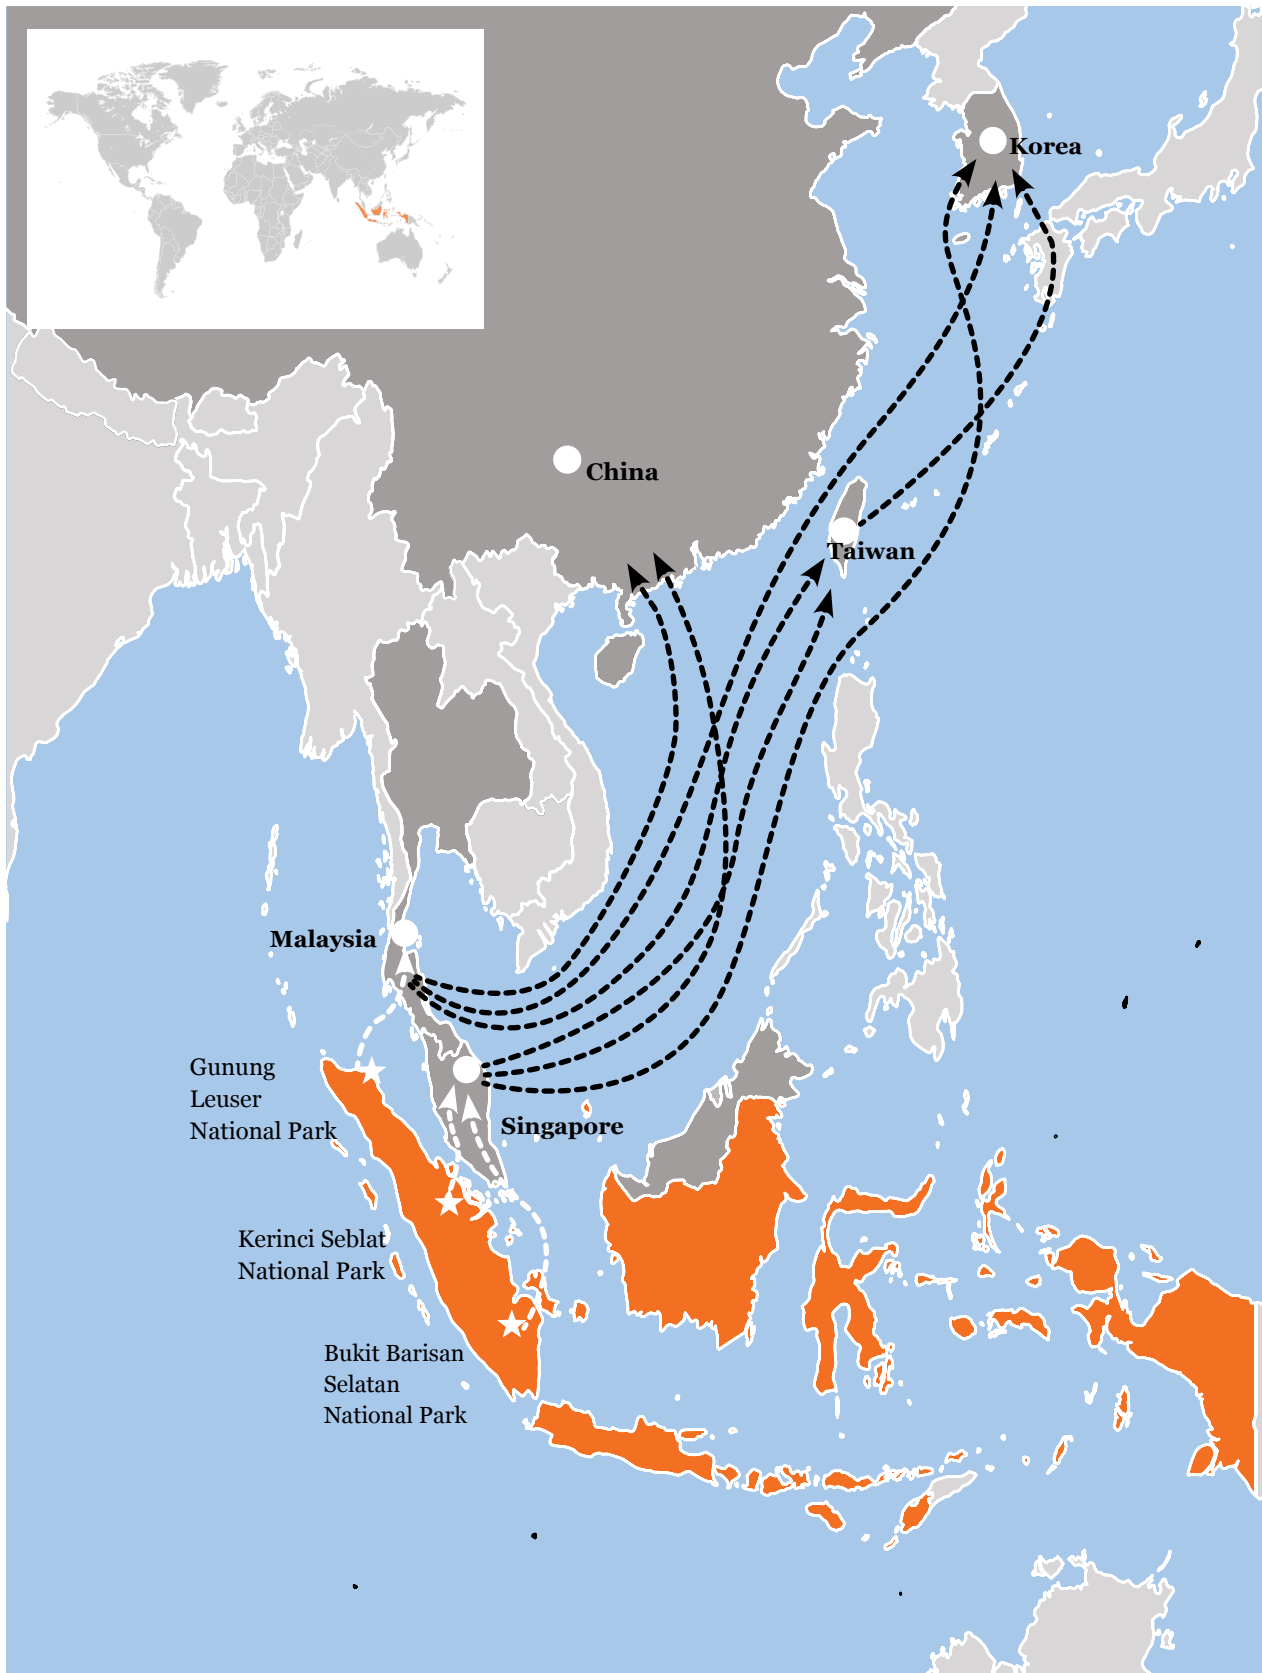 Korea
China
Taiwan
Malaysia
Gunung
Leuser
National Park
Singapore
Kerinci Seblat
National Park
Bukit Barisan
Selatan
National Park